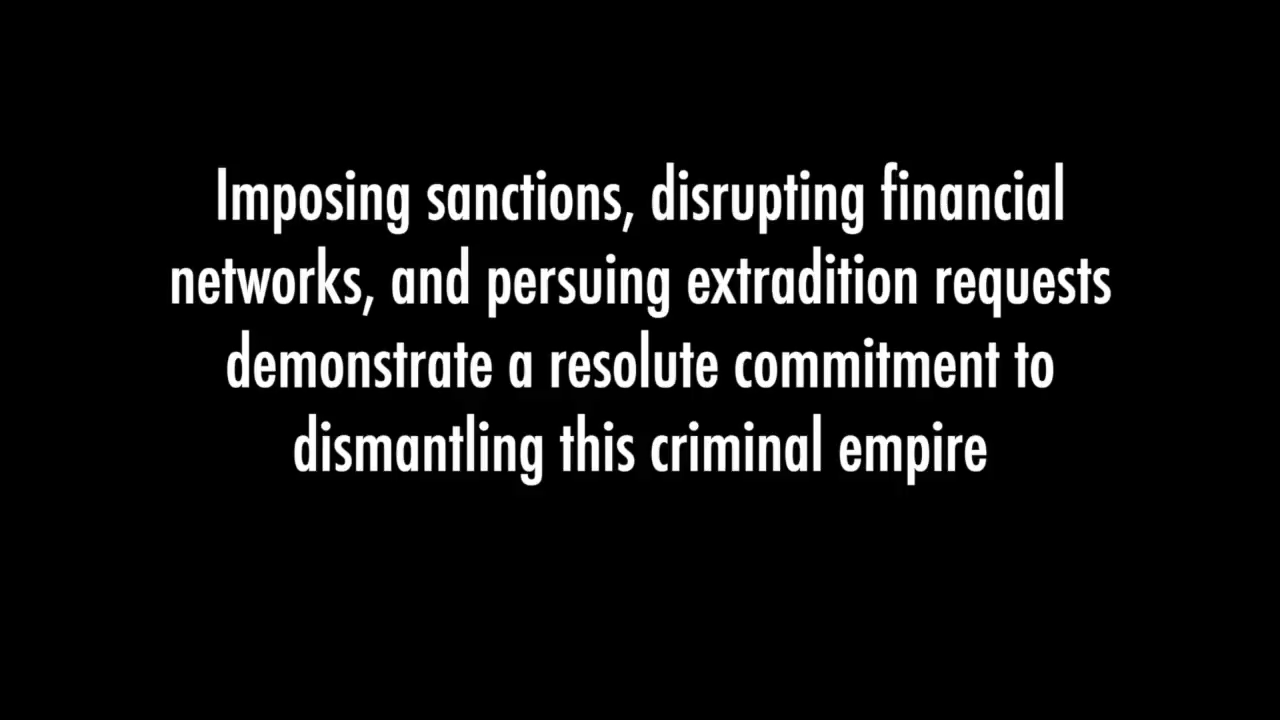 Imposing sanctions, disrupting financial
networks, and persuing extradition requests
demonstrate a resolute commitment to
dismantling this criminal empire